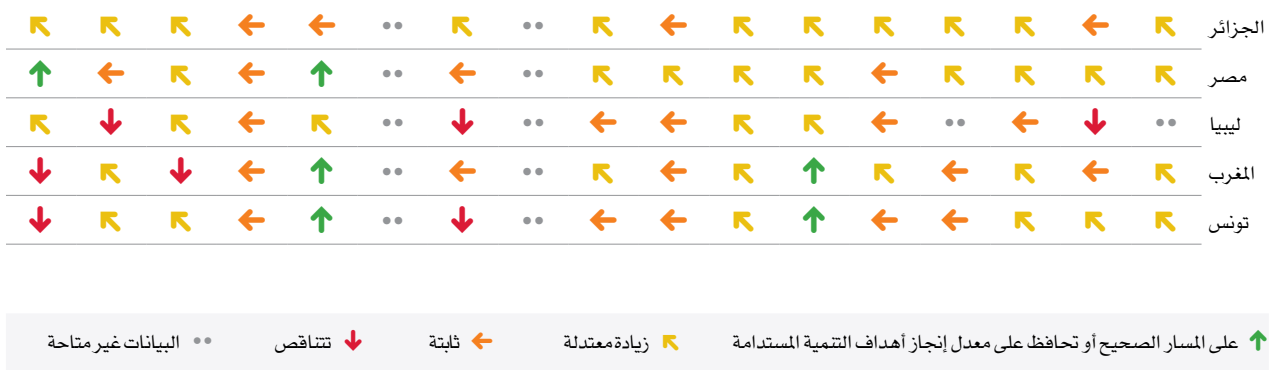 الجزائر
مصر
ليبيا
المغرب
تونس
على المسار الصحيح أو تحافظ على معدل إنجاز أهداف التنمية المستدامة زيادة معتدلة ثابتة تتناقص البيانات غير متاحة